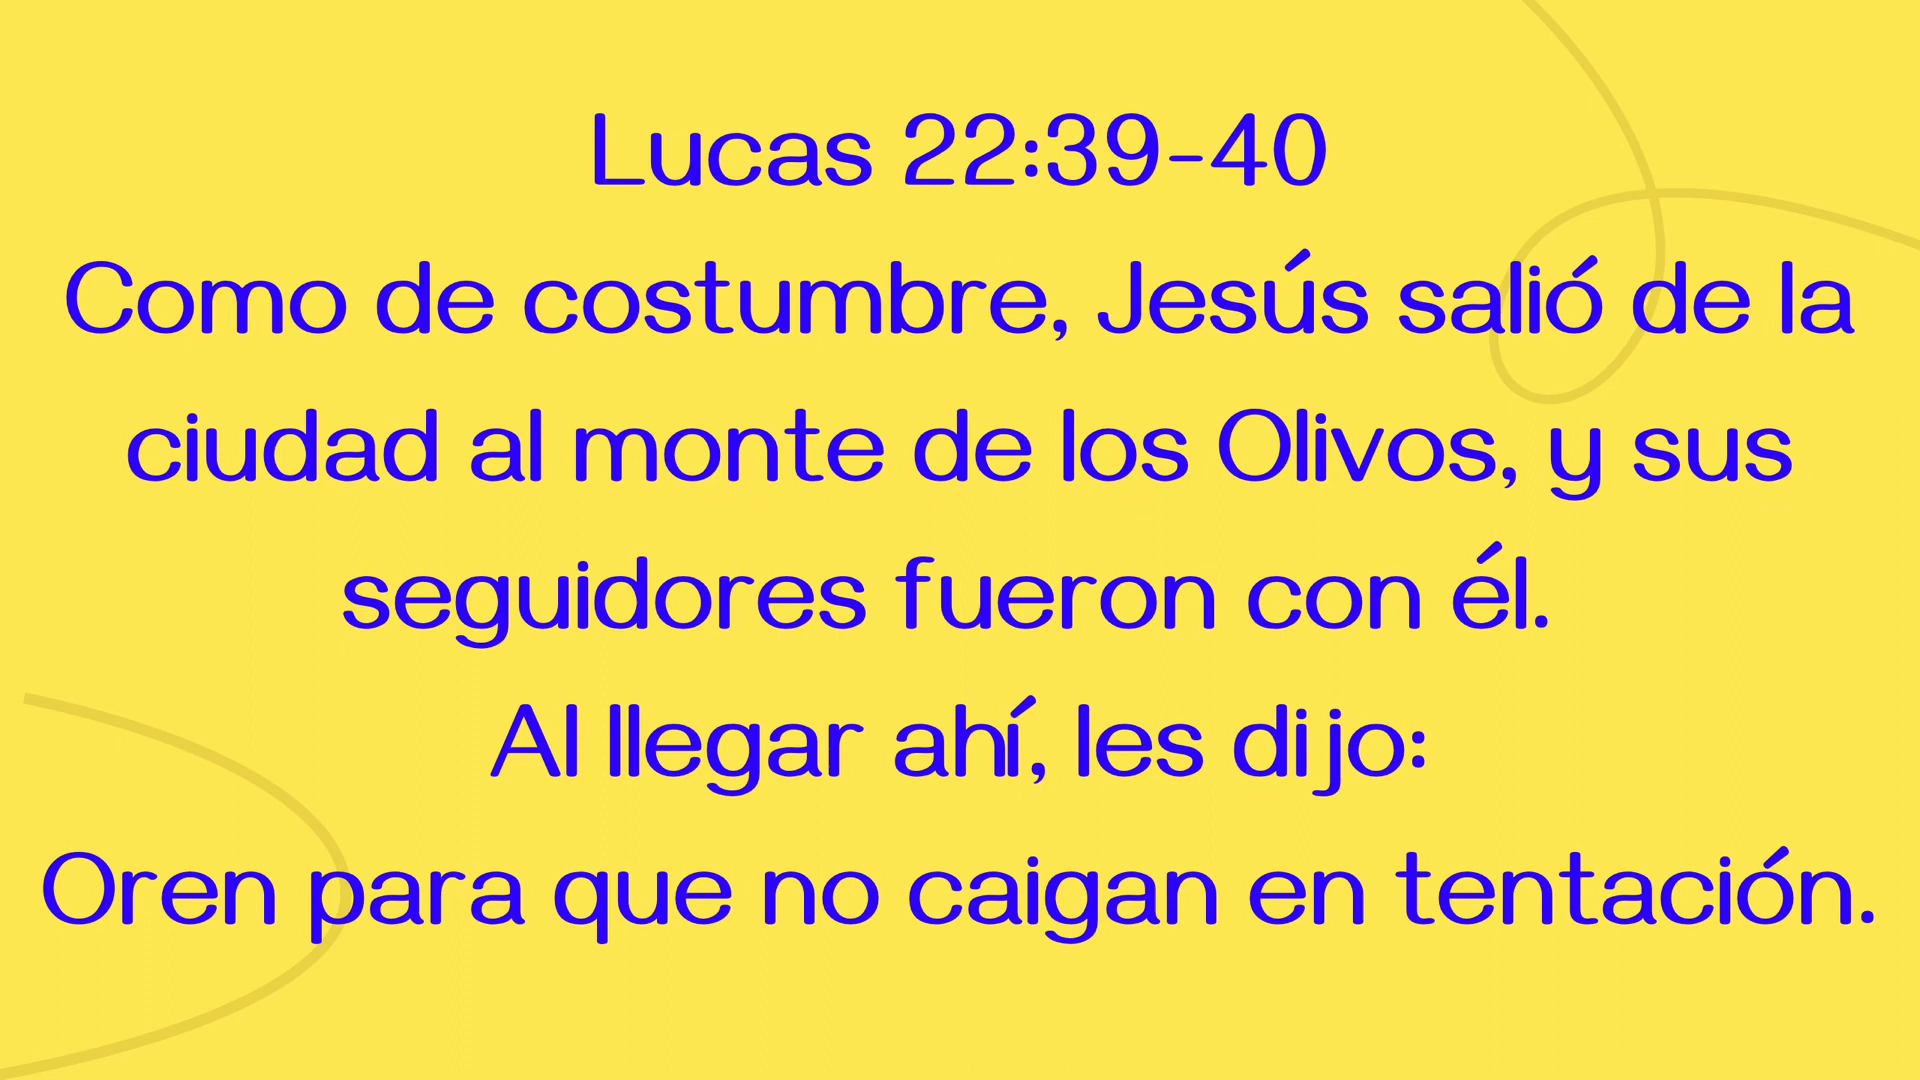 Lucas 22:39-40
Como de costumbre, Jesús salió de la
ciudad al monte de los Olivos, y sus
seguidores fueron con él.
Al llegar ahí, les dijo:
Oren para que no caigan en tentación.